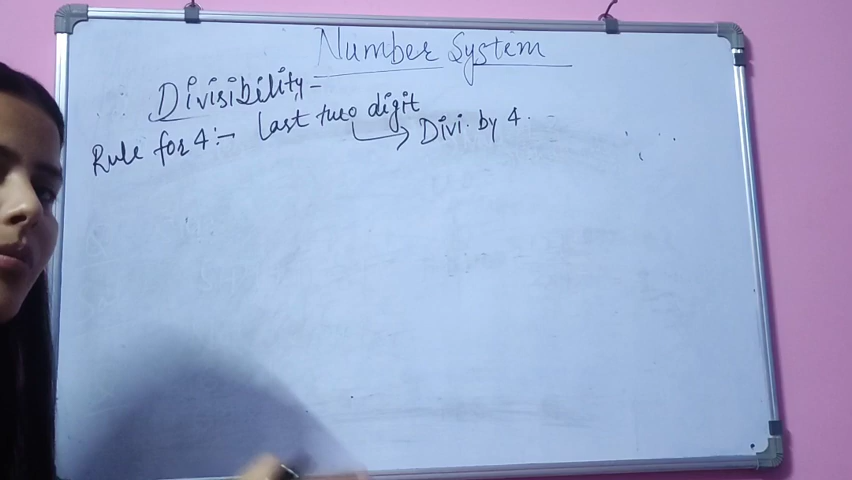 Number System
Divisibility-
Rule for 4:- last two digit
Divi. by 4.